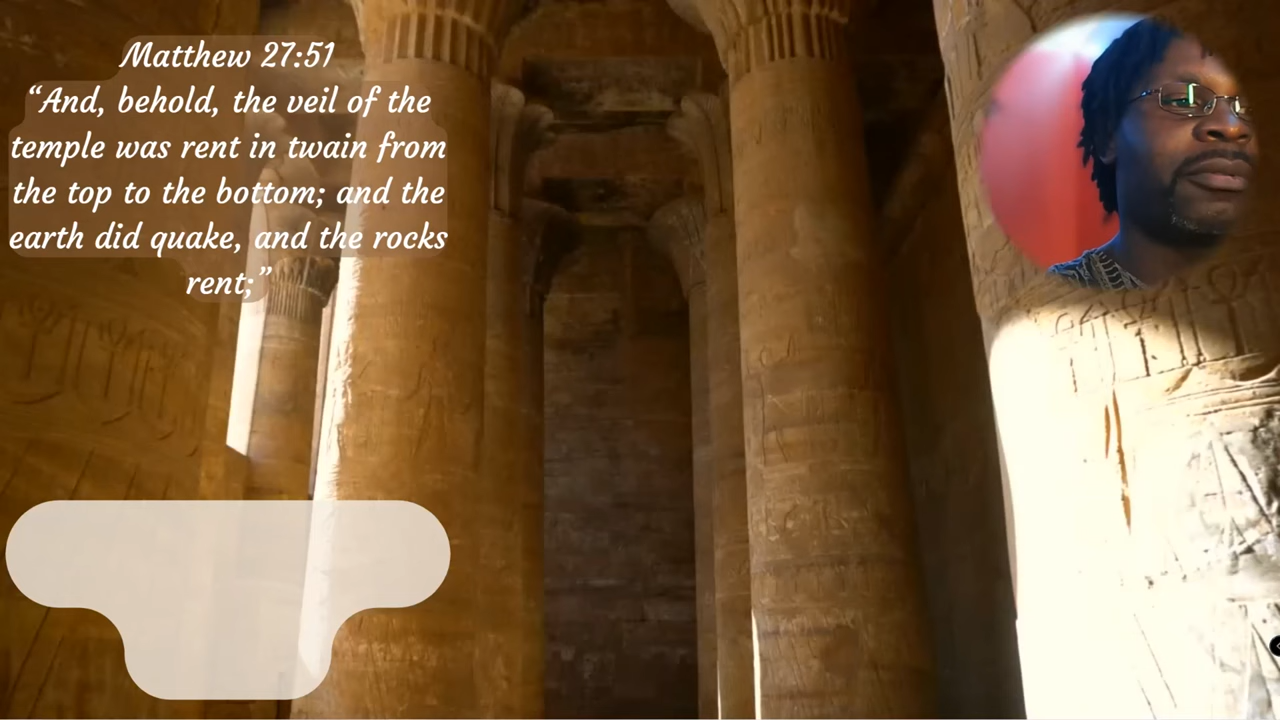 Matthew 27:51
“And, behold, the veil of the
temple was rent in twain from
the top to the bottom; and the
earth did quake, and the rocks
rent;”